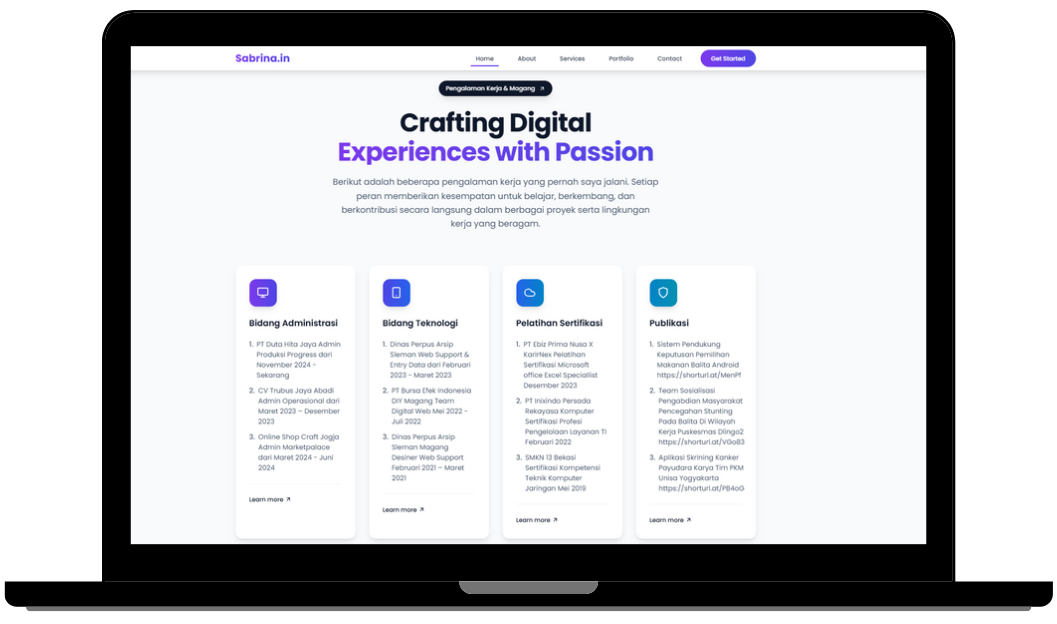 Sabrina.in
Home About Services Portfolio Contact Get Started
Pengalaman Kerja & Magang
Crafting Digital
Experiences with Passion
Berikut adalah beberapa pengalaman kerja yang pernah saya jalani. Setiap
peran memberikan kesempatan untuk belajar, berkembang, dan
berkontribusi secara langsung dalam berbagai proyek serta lingkungan
kerja yang beragam.
Bidang Administrasi
1. PT Duta Hita Jaya Admin
Produksi Progress dari
November 2024 -
Sekarang
2. CV Trubus Jaya Abadi
Admin Operasional dari
Maret 2023 – Desember
2023
3. Online Shop Craft Jogja
Admin Marketpalace
dari Maret 2024 - Juni
2024
Learn more
Bidang Teknologi
1. Dinas Perpus Arsip
Sleman Web Support &
Entry Data dari Februari
2023 - Maret 2023
2. PT Bursa Efek Indonesia
DIY Magang Team
Digital Web Mei 2022 -
Juli 2022
3. Dinas Perpus Arsip
Sleman Magang
Desiner Web Support
Februari 2021 – Maret
2021
Learn more
Pelatihan Sertifikasi
1. PT Ebiz Prima Nusa X
KarirNex Pelatihan
Sertifikasi Microsoft
office Excel Speciallist
Desember 2023
2. PT Inixindo Persada
Rekayasa Komputer
Sertifikasi Profesi
Pengelolaan Layanan TI
Februari 2022
3. SMKN 13 Bekasi
Sertifikasi Kompetensi
Teknik Komputer
Jaringan Mei 2019
Learn more
Publikasi
1. Sistem Pendukung
Keputusan Pemilihan
Makanan Balita Android
https://shorturl.at/MenPf
2. Team Sosialisasi
Pengabdian Masyarakat
Pencegahan Stunting
Pada Balita Di Wilayah
Kerja Puskesmas Dlingo2
https://shorturl.at/VGo83
3. Aplikasi Skrining Kanker
Payudara Karya Tim PKM
Unisa Yogyakarta
https://shorturl.at/PB4oG
Learn more